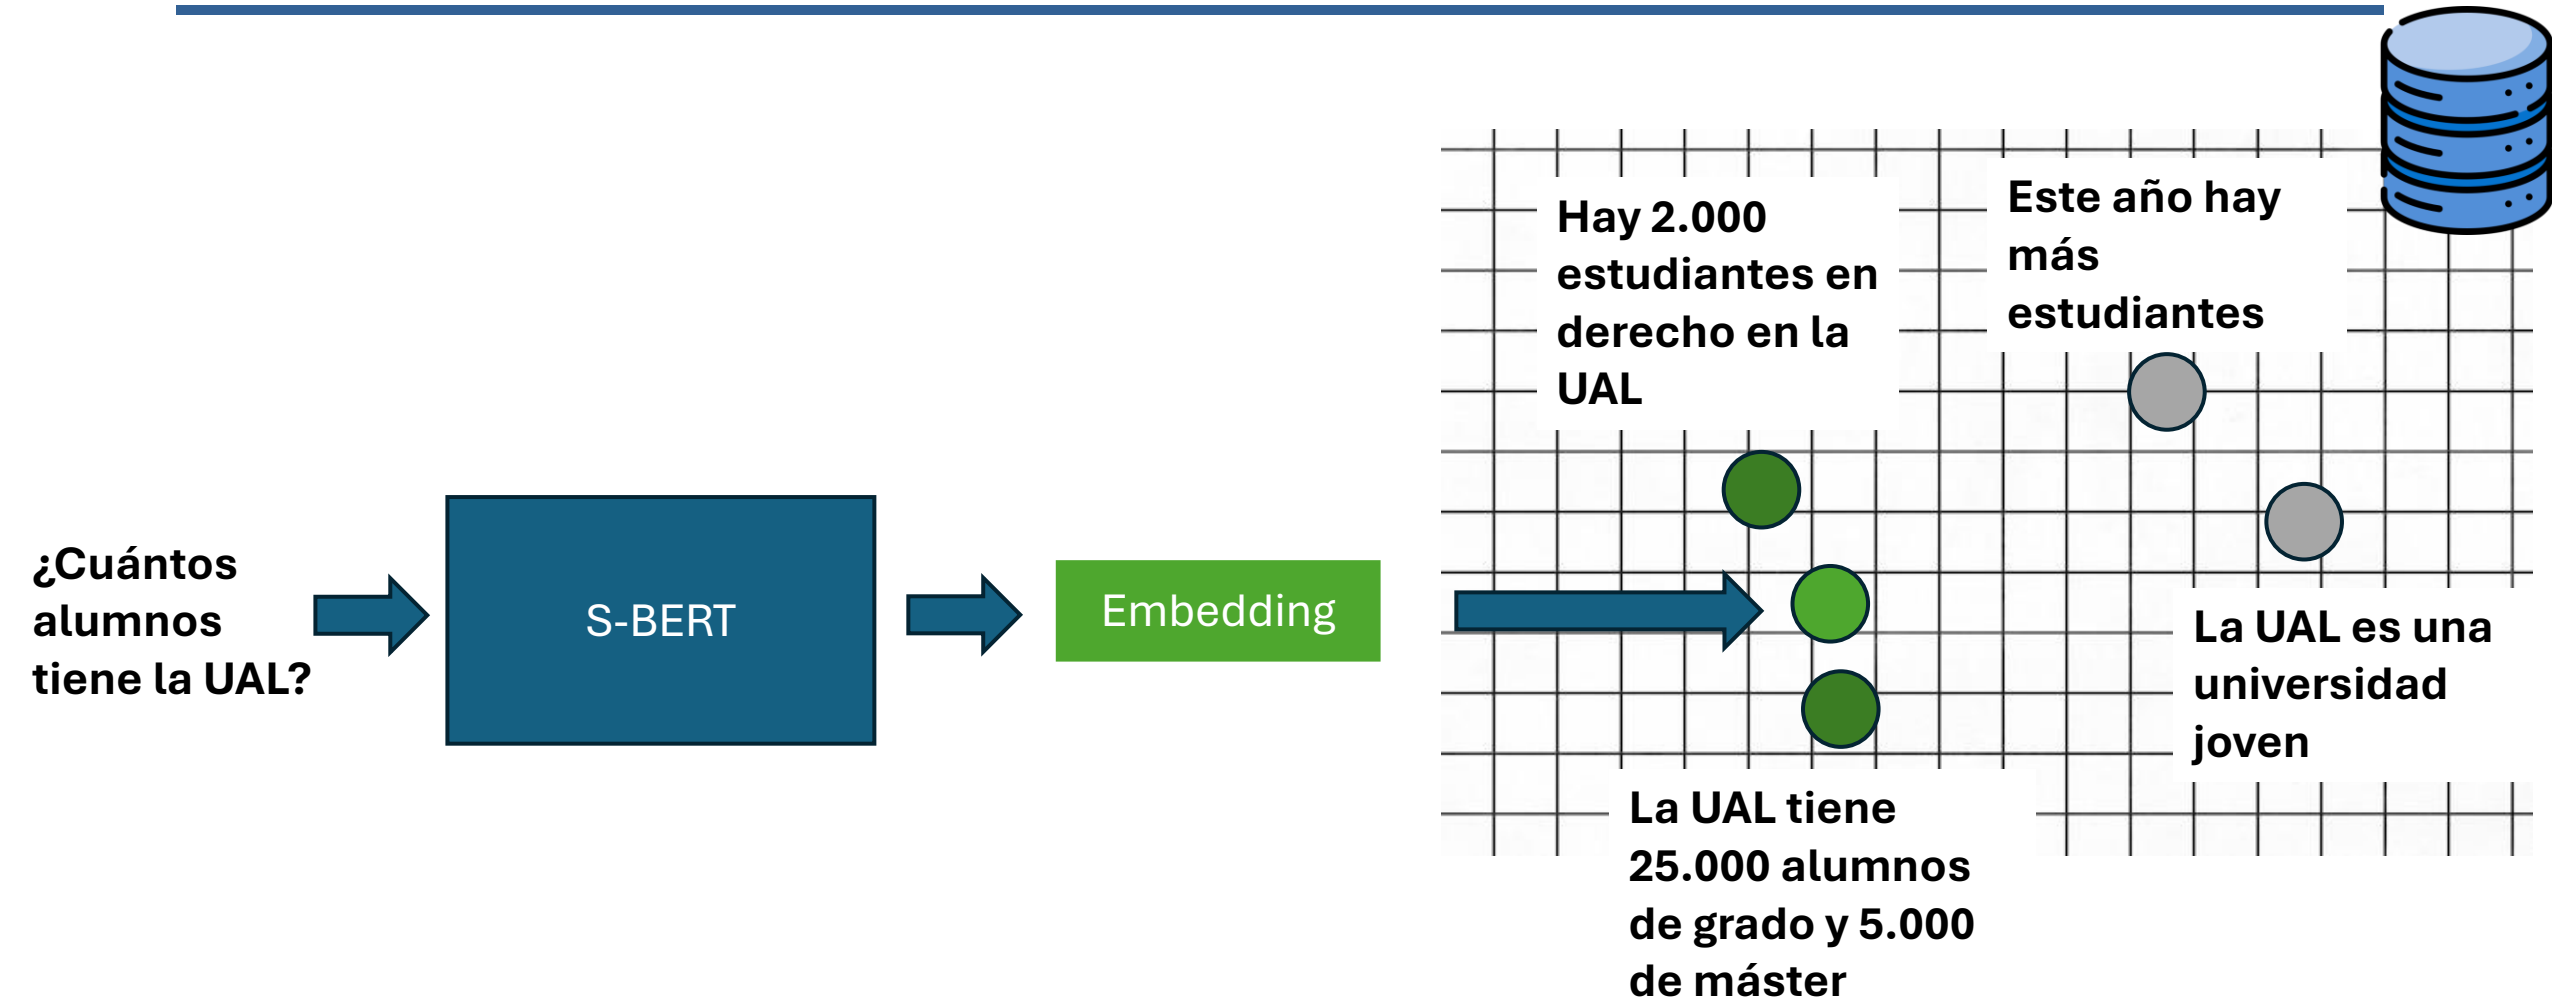 ¿Cuántos
alumnos
tiene la UAL?
S-BERT
Embedding
Hay 2.000
estudiantes en
derecho en la
UAL
Este año hay
más
estudiantes
La UAL es una
universidad
joven
La UAL tiene
25.000 alumnos
de grado y 5.000
de máster